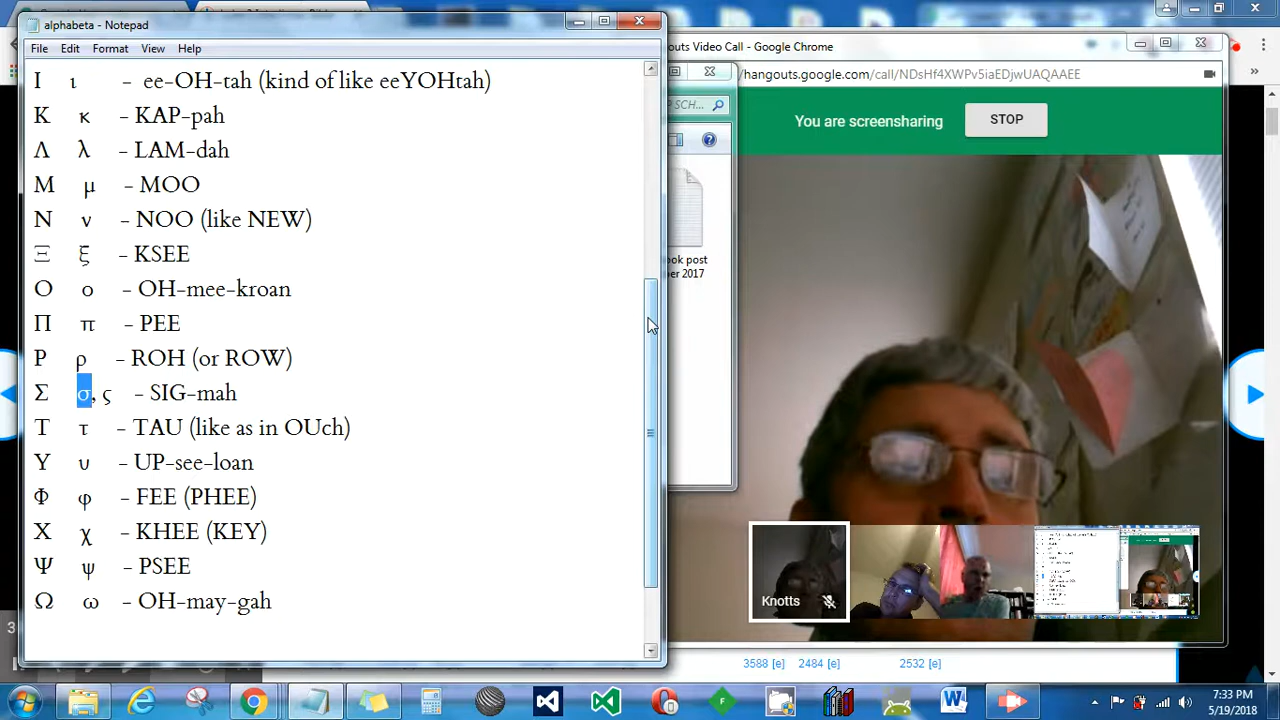 alphabeta - Notepad
File Edit Format View Help
Ι ι - ee-OH-tah (kind of like eeYOHtah)
Κ κ - KAP-pah
Λ λ - LAM-dah
Μ μ - MOO
Ν ν - NOO (like NEW)
Ξ ξ - KSEE
Ο ο - OH-mee-kroan
Π π - PEE
Ρ ρ - ROH (or ROW)
Σ σ, ς - SIG-mah
Τ τ - TAU (like as in OUch)
Υ υ - UP-see-loan
Φ φ - FEE (PHEE)
Χ χ - KHEE (KEY)
Ψ ψ - PSEE
Ω ω - OH-may-gah
outs Video Call - Google Chrome
/hangouts.google.com/call/NDsHf4XWPv5iaEDjwUAQAAEE
SCH...
You are screensharing STOP
ook post
er 2017
Knotts
3588 [e] 2484 [e] 2532 [e]
7:33 PM
5/19/2018